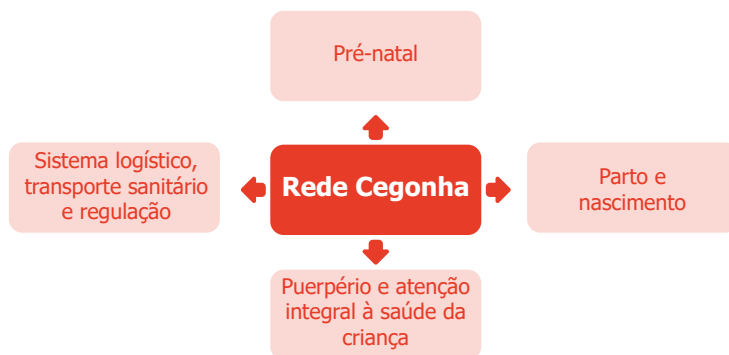 Pré-natal
Sistema logístico,
transporte sanitário
e regulação
Rede Cegonha
Parto e
nascimento
Puerpério e atenção
integral à saúde da
criança